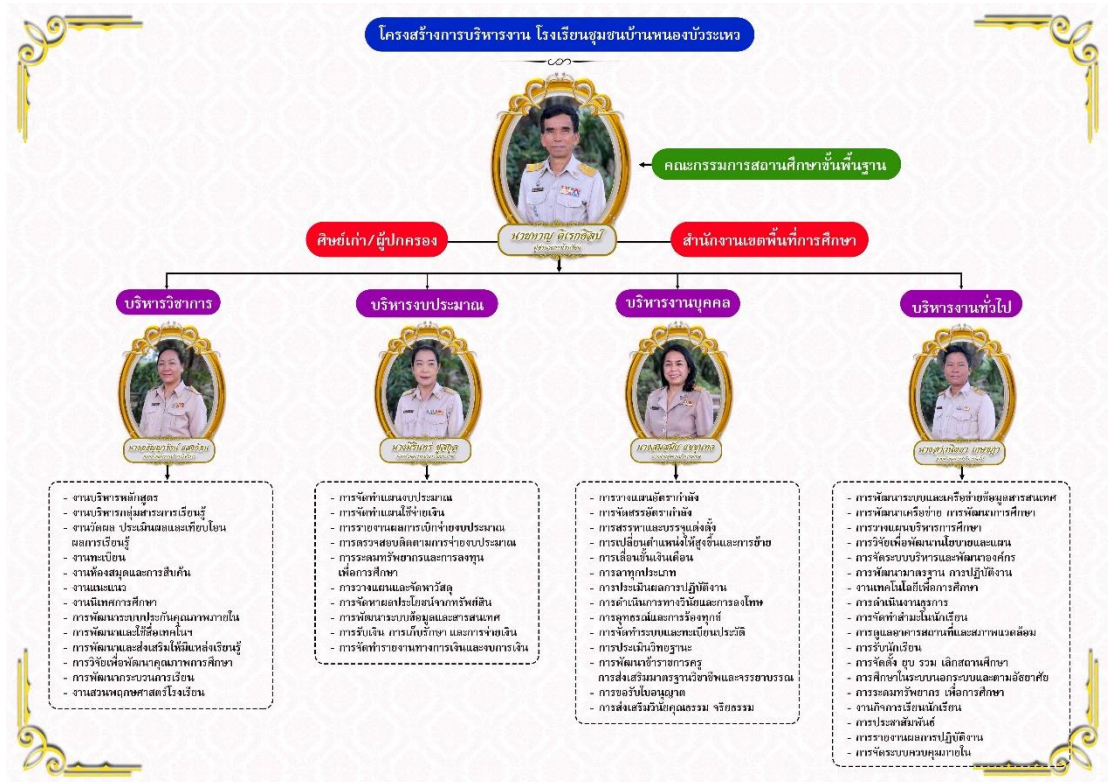 โครงสร้างการบริหารงาน โรงเรียนชุมชนบ้านหนองบัวระเหว
คณะกรรมการสถานศึกษาขั้นพื้นฐาน
ศิษย์เก่า/ผู้ปกครอง
นายหาญ ดิเรกศิลป์
ผู้อำนวยการโรงเรียน
สำนักงานเขตพื้นที่การศึกษา
บริหารวิชาการ
บริหารงบประมาณ
บริหารงานบุคคล
บริหารงานทั่วไป
- งานบริหารหลักสูตร
- งานบริหารกลุ่มสาระการเรียนรู้
- งานวัดผล ประเมินผลและเทียบโอน
ผลการเรียนรู้
- งานทะเบียน
- งานห้องสมุดและการสืบค้น
- งานแนะแนว
- งานนิเทศการศึกษา
- การพัฒนาระบบประกันคุณภาพภายใน
- การพัฒนาและใช้สื่อเทคโนฯ
- การพัฒนาและส่งเสริมให้มีแหล่งเรียนรู้
- การวิจัยเพื่อพัฒนาคุณภาพการศึกษา
- การพัฒนากระบวนการเรียน
- งานสวนพฤกษศาสตร์โรงเรียน
- การจัดทำแผนงบประมาณ
- การจัดทำแผนใช้จ่ายเงิน
- การรายงานผลการเบิกจ่ายงบประมาณ
- การตรวจสอบติดตามการจ่ายงบประมาณ
- การระดมทรัพยากรและการลงทุน
เพื่อการศึกษา
- การวางแผนและจัดหาวัสดุ
- การจัดหาผลประโยชน์จากทรัพย์สิน
- การพัฒนาระบบข้อมูลและสารสนเทศ
- การรับเงิน การเก็บรักษา และการจ่ายเงิน
- การจัดทำรายงานทางการเงินและงบการเงิน
- การวางแผนอัตรากำลัง
- การจัดสรรอัตรากำลัง
- การสรรหาและบรรจุแต่งตั้ง
- การเปลี่ยนตำแหน่งให้สูงขึ้นและการย้าย
- การเลื่อนขั้นเงินเดือน
- การลาทุกประเภท
- การประเมินผลการปฏิบัติงาน
- การดำเนินการทางวินัยและการลงโทษ
- การอุทธรณ์และการร้องทุกข์
- การจัดทำระบบและทะเบียนประวัติ
- การประเมินวิทยฐานะ
- การพัฒนาข้าราชการครู
การส่งเสริมมาตรฐานวิชาชีพและจรรยาบรรณ
- การขอรับใบอนุญาต
- การส่งเสริมวินัยคุณธรรม จริยธรรม
- การพัฒนาระบบและเครือข่ายข้อมูลสารสนเทศ
- การพัฒนาเครือข่าย การพัฒนาการศึกษา
- การวางแผนบริหารการศึกษา
- การวิจัยเพื่อพัฒนานโยบายและแผน
- การจัดระบบบริหารและพัฒนาองค์กร
- การพัฒนามาตรฐาน การปฏิบัติงาน
- งานเทคโนโลยีเพื่อการศึกษา
- การดำเนินงานธุรการ
- การจัดทำสำมะโนนักเรียน
- การดูแลอาคารสถานที่และสภาพแวดล้อม
- การรับนักเรียน
- การจัดตั้ง ยุบ รวม เลิกสถานศึกษา
- การศึกษาในระบบนอกระบบและตามอัธยาศัย
- การระดมทรัพยากร เพื่อการศึกษา
- งานกิจการเรียนนักเรียน
- การประชาสัมพันธ์
- การรายงานผลการปฏิบัติงาน
- การจัดระบบควบคุมภายใน